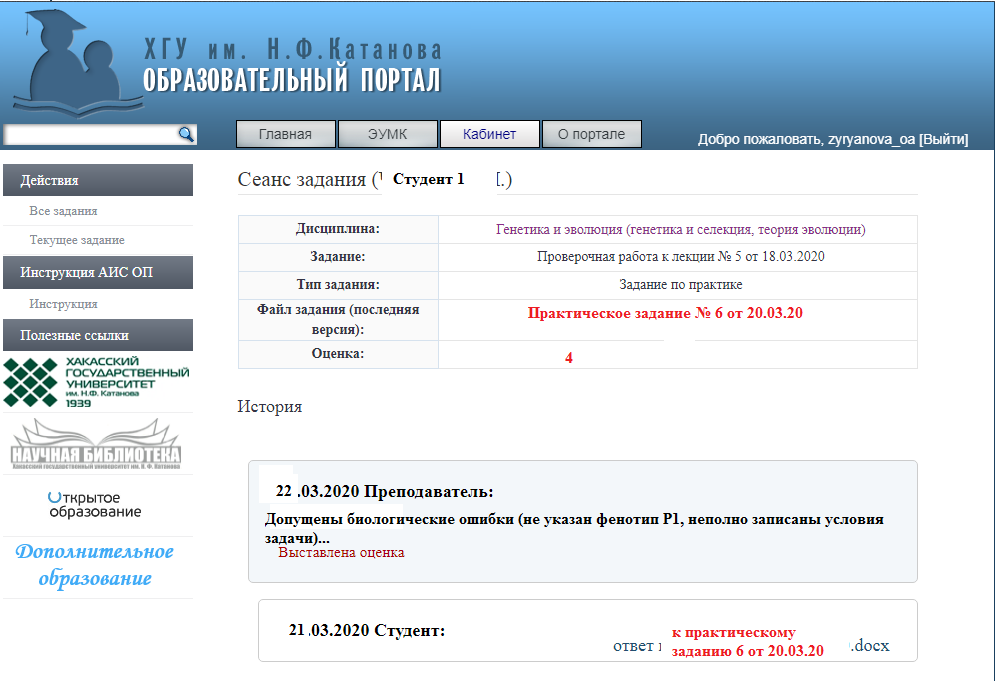 ХГУ им. Н.Ф.Катанова
ОБРАЗОВАТЕЛЬНЫЙ ПОРТАЛ
Главная ЭУМК Кабинет О портале
Добро пожаловать, zyryanova_oa [Выйти]
Действия
Все задания
Текущее задание
Инструкция АИС ОП
Инструкция
Полезные ссылки
ХАКАССКИЙ
ГОСУДАРСТВЕННЫЙ
УНИВЕРСИТЕТ
им. Н.Ф. Катанова
1939
НАУЧНАЯ БИБЛИОТЕКА
Хакасский государственный университет им. Н. Ф. Катанова
Открытое
образование
Дополнительное
образование
Сеанс задания ( Студент 1 .)
Дисциплина: Генетика и эволюция (генетика и селекция, теория эволюции)
Задание: Проверочная работа к лекции № 5 от 18.03.2020
Тип задания: Задание по практике
Файл задания (последняя
версия): Практическое задание № 6 от 20.03.20
Оценка: 4
История
22 .03.2020 Преподаватель:
Допущены биологические ошибки (не указан фенотип Р1, неполно записаны условия
задачи)...
Выставлена оценка
21 .03.2020 Студент:
ответ к практическому
заданию 6 от 20.03.20 .docx